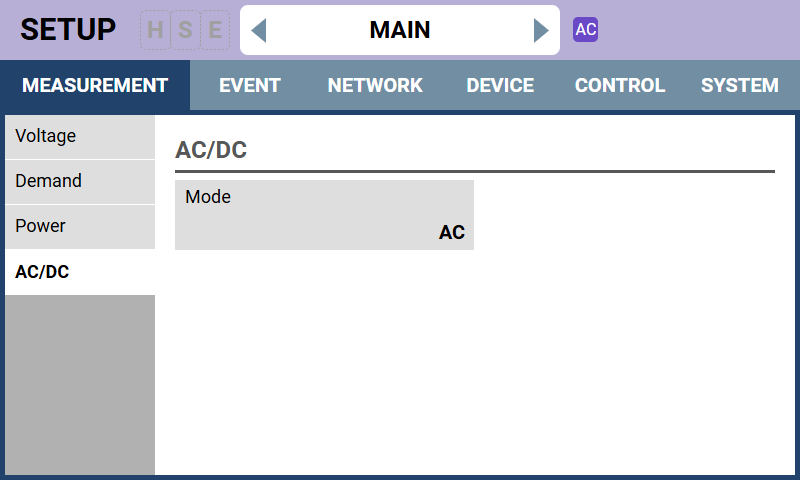 SETUP H S E MAIN AC
MEASUREMENT EVENT NETWORK DEVICE CONTROL SYSTEM
Voltage
Demand
Power
AC/DC
AC/DC
Mode
AC